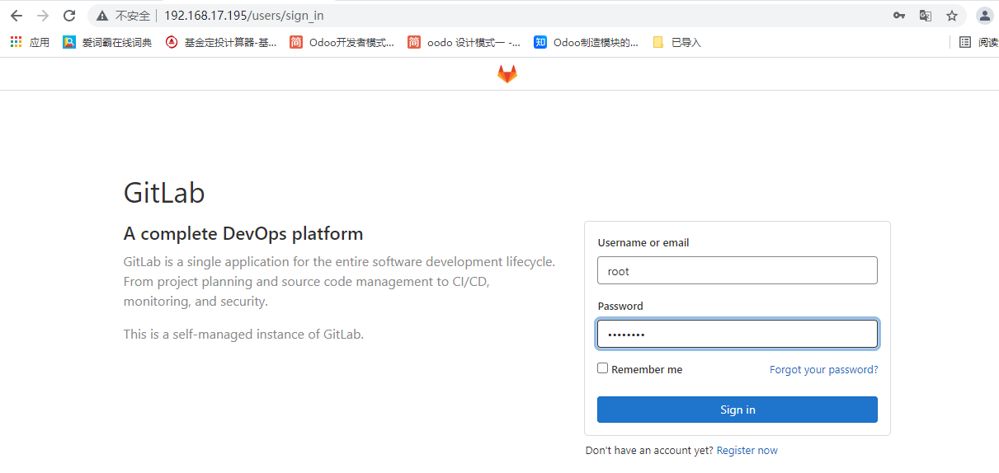 不安全 192.168.17.195/users/sign_in
应用 爱词霸在线词典 基金定投计算器-基... 简 Odoo开发者模式... 简 oodo 设计模式一 -... 知 Odoo制造模块的... 已导入 阅读
GitLab
A complete DevOps platform
GitLab is a single application for the entire software development lifecycle.
From project planning and source code management to CI/CD,
monitoring, and security.
This is a self-managed instance of GitLab.
Username or email
root
Password
••••••••
Remember me Forgot your password?
Sign in
Don't have an account yet? Register now